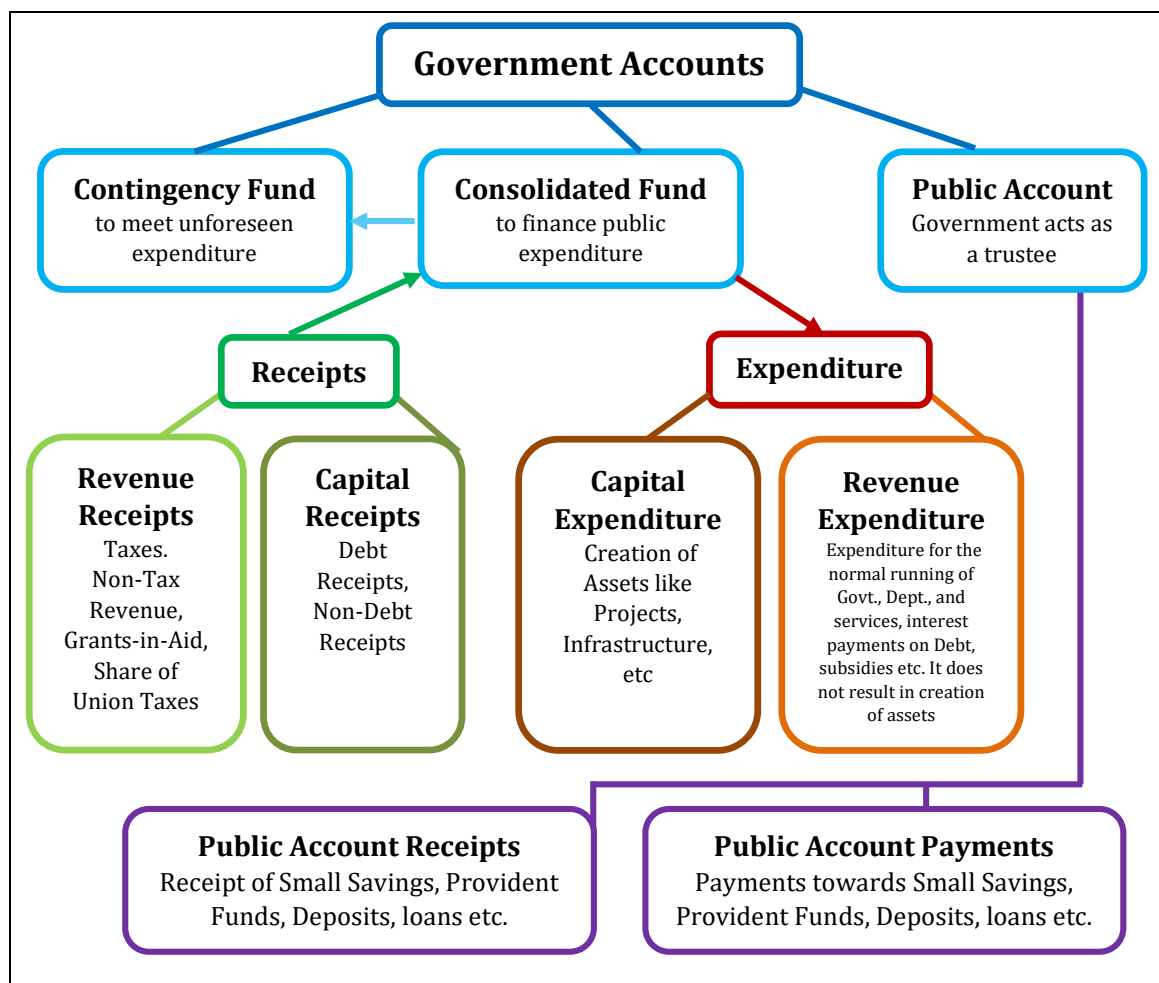 Government Accounts
Contingency Fund
to meet unforeseen
expenditure
Consolidated Fund
to finance public
expenditure
Public Account
Government acts as
a trustee
Receipts
Expenditure
Revenue
Receipts
Taxes.
Non-Tax
Revenue,
Grants-in-Aid,
Share of
Union Taxes
Capital
Receipts
Debt
Receipts,
Non-Debt
Receipts
Capital
Expenditure
Creation of
Assets like
Projects,
Infrastructure,
etc
Revenue
Expenditure
Expenditure for the
normal running of
Govt., Dept., and
services, interest
payments on Debt,
subsidies etc. It does
not result in creation
of assets
Public Account Receipts
Receipt of Small Savings, Provident
Funds, Deposits, loans etc.
Public Account Payments
Payments towards Small Savings,
Provident Funds, Deposits, loans etc.